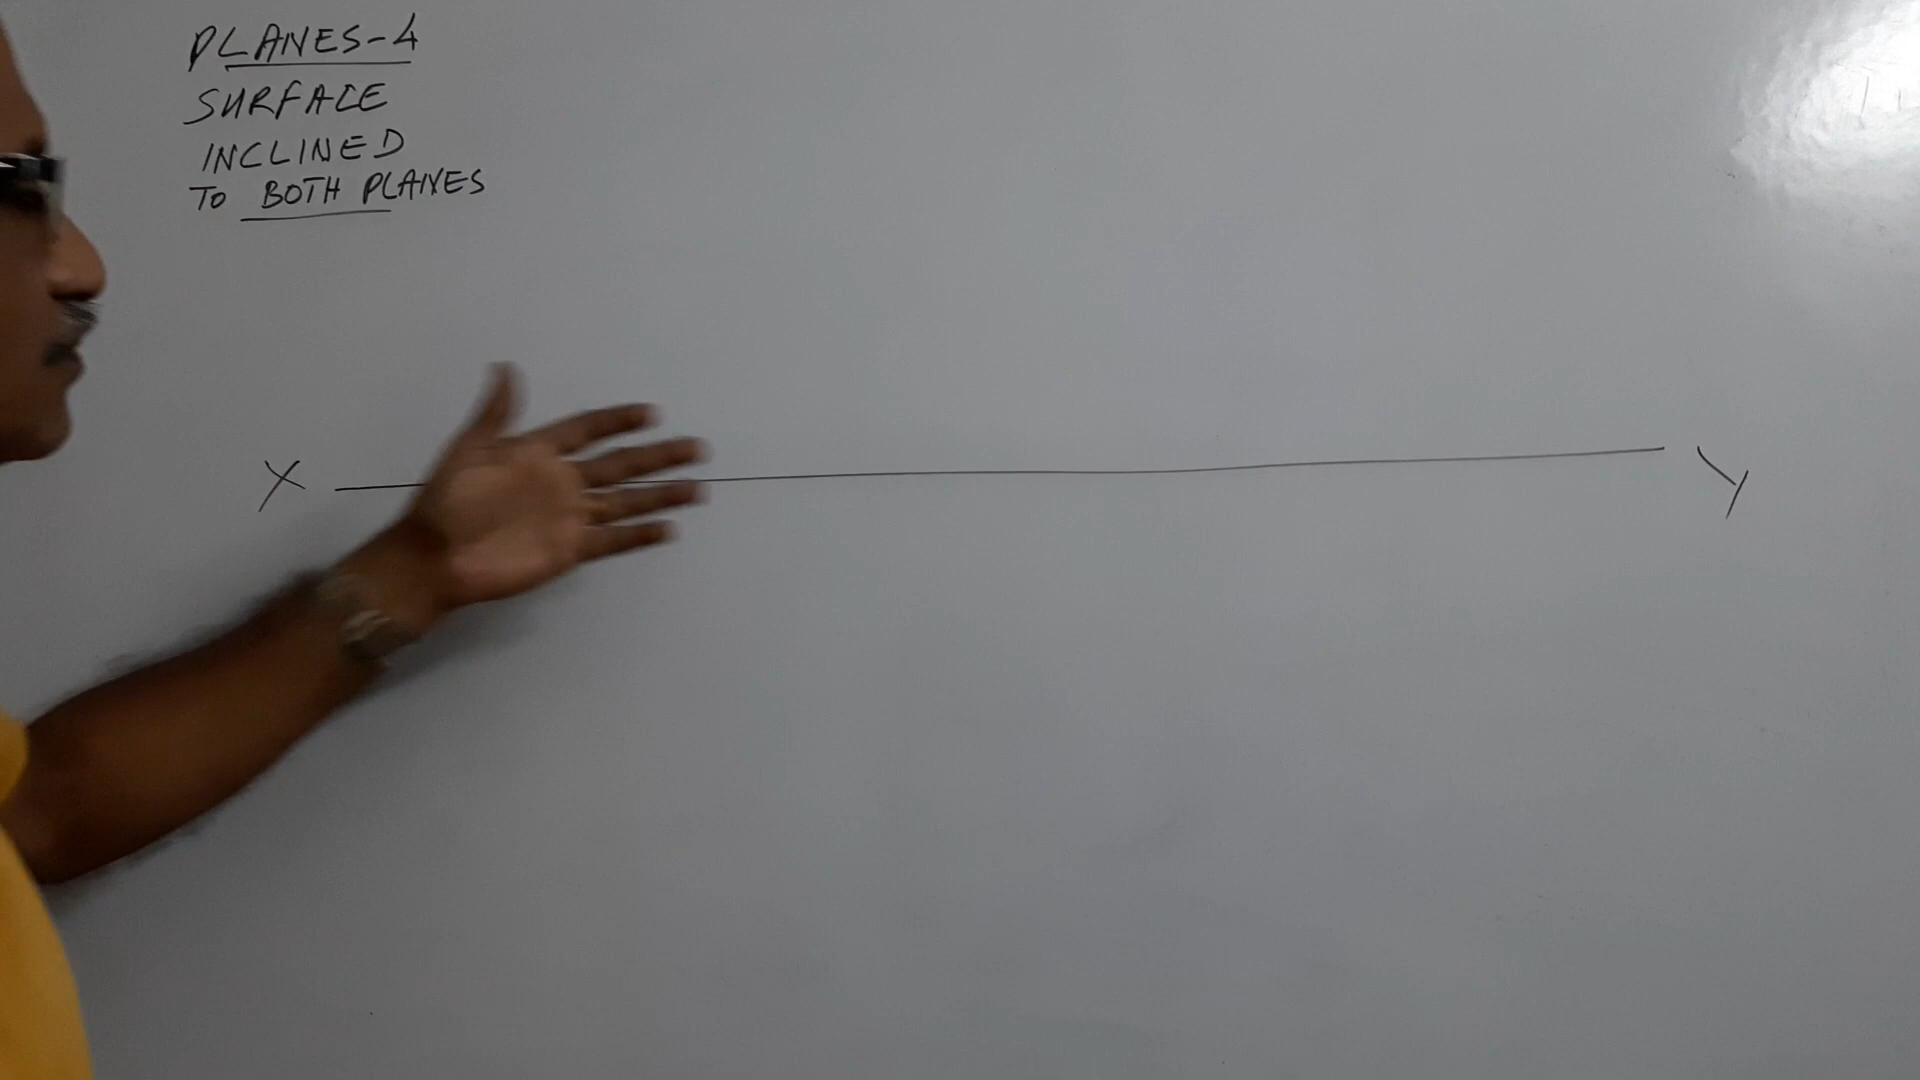 PLANES-4
SURFACE
INCLINED
TO BOTH PLANES
X Y